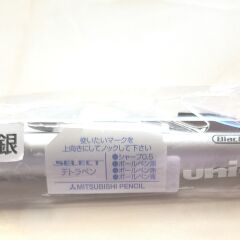 銀
使いたいマークを
上向きにしてノックして下さい
SELECT
テトラペン
●シャープ0.5
●ボールペン黒
●ボールペン赤
●ボールペン青
MITSUBISHI PENCIL
Black
uni